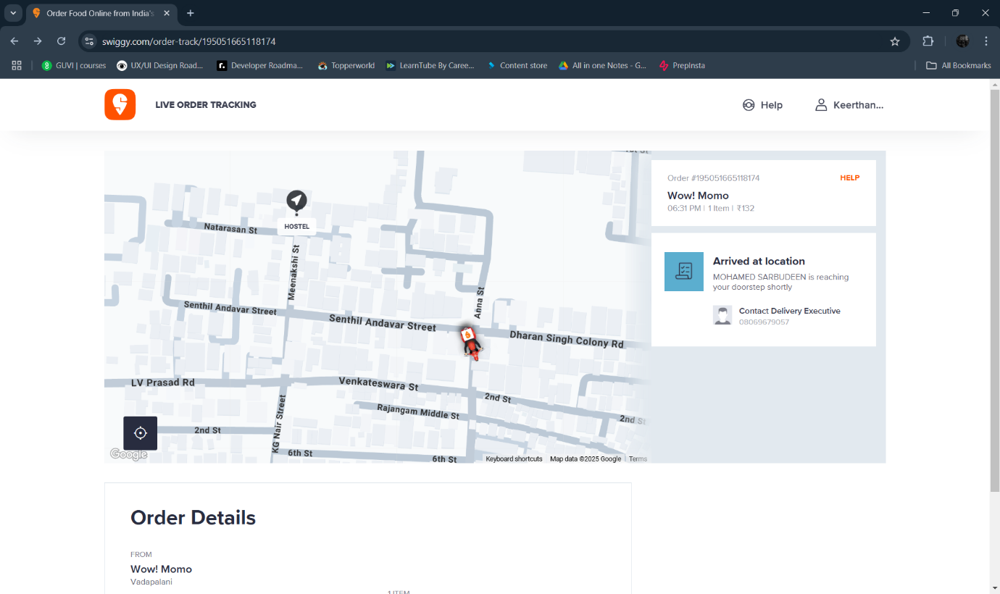 Order Food Online from India's
swiggy.com/order-track/195051665118174
GUVI | courses
UX/UI Design Road...
Developer Roadma...
Topperworld
LearnTube By Caree...
Content store
All in one Notes - G...
PrepInsta
All Bookmarks
LIVE ORDER TRACKING
Help
Keerthan...
Order #195051665118174
HELP
Wow! Momo
06:31 PM | 1 Item | ₹132
Arrived at location
MOHAMED SARBUDEEN is reaching
your doorstep shortly
Contact Delivery Executive
08069679057
HOSTEL
Natarasan St
Meenakshi St
Anna St
Senthil Andavar Street
Senthil Andavar Street
Dharan Singh Colony Rd
LV Prasad Rd
Venkateswara St
2nd St
Rajangam Middle St
2nd St
KG Nair Street
2nd St
6th St
6th St
Google
Keyboard shortcuts
Map data ©2025 Google
Terms
Order Details
FROM
Wow! Momo
Vadapalani
1 ITEM